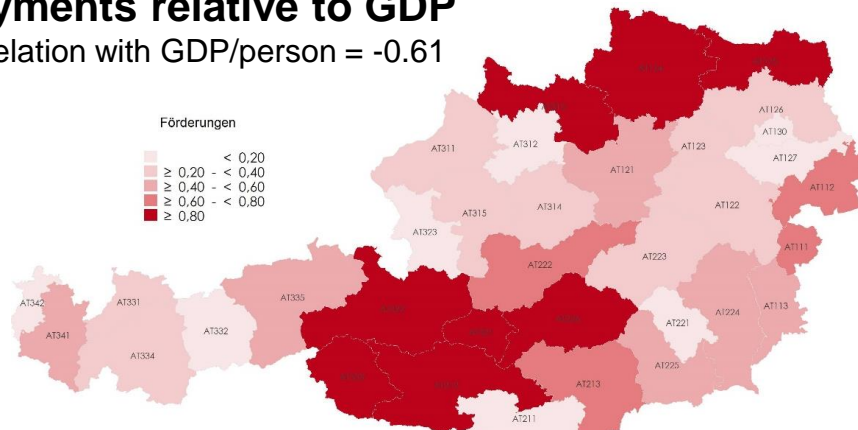 yments relative to GDP
elation with GDP/person = -0.61
Förderungen
< 0,20
≥ 0,20 - < 0,40
≥ 0,40 - < 0,60
≥ 0,60 - < 0,80
≥ 0,80
AT126
AT130
AT311
AT312
AT123
AT127
AT121
AT112
AT122
AT315
AT314
AT323
AT111
AT222
AT223
AT342
AT331
AT335
AT113
AT224
AT341
AT332
AT221
AT334
AT225
AT213
AT211